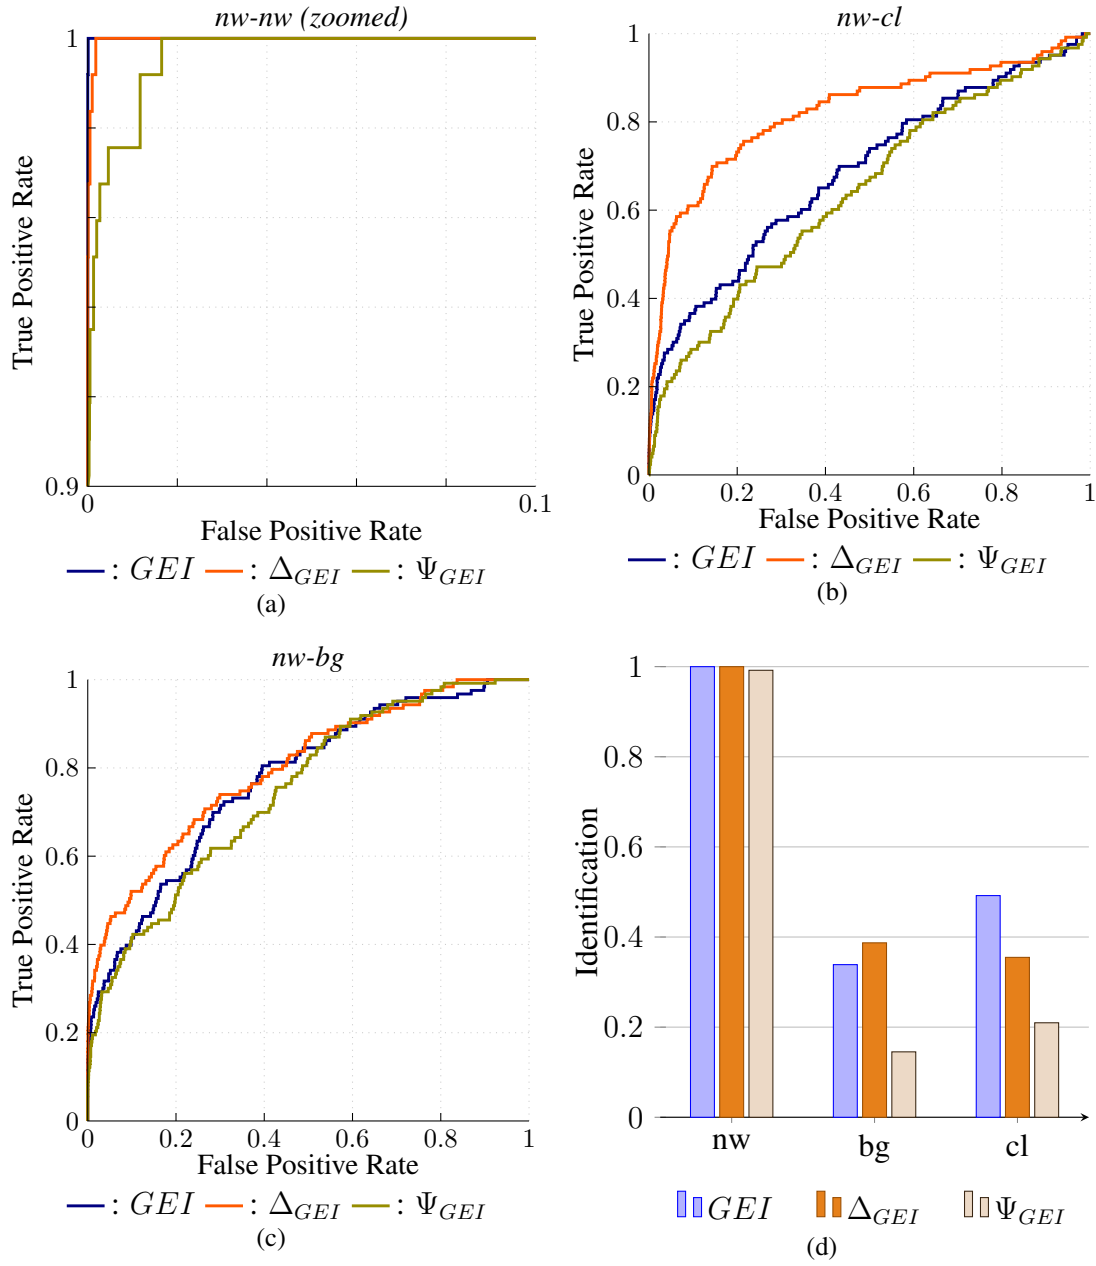 nw-nw (zoomed)
1
True Positive Rate
0.9
0
0.1
False Positive Rate
: GEI : Δ_GEI : Ψ_GEI
(a)
nw-cl
1
0.8
0.6
0.4
0.2
0
True Positive Rate
0 0.2 0.4 0.6 0.8 1
False Positive Rate
: GEI : Δ_GEI : Ψ_GEI
(b)
nw-bg
1
0.8
0.6
0.4
0.2
0
True Positive Rate
0 0.2 0.4 0.6 0.8 1
False Positive Rate
: GEI : Δ_GEI : Ψ_GEI
(c)
1
0.8
0.6
0.4
0.2
0
Identification
nw bg cl
GEI Δ_GEI Ψ_GEI
(d)